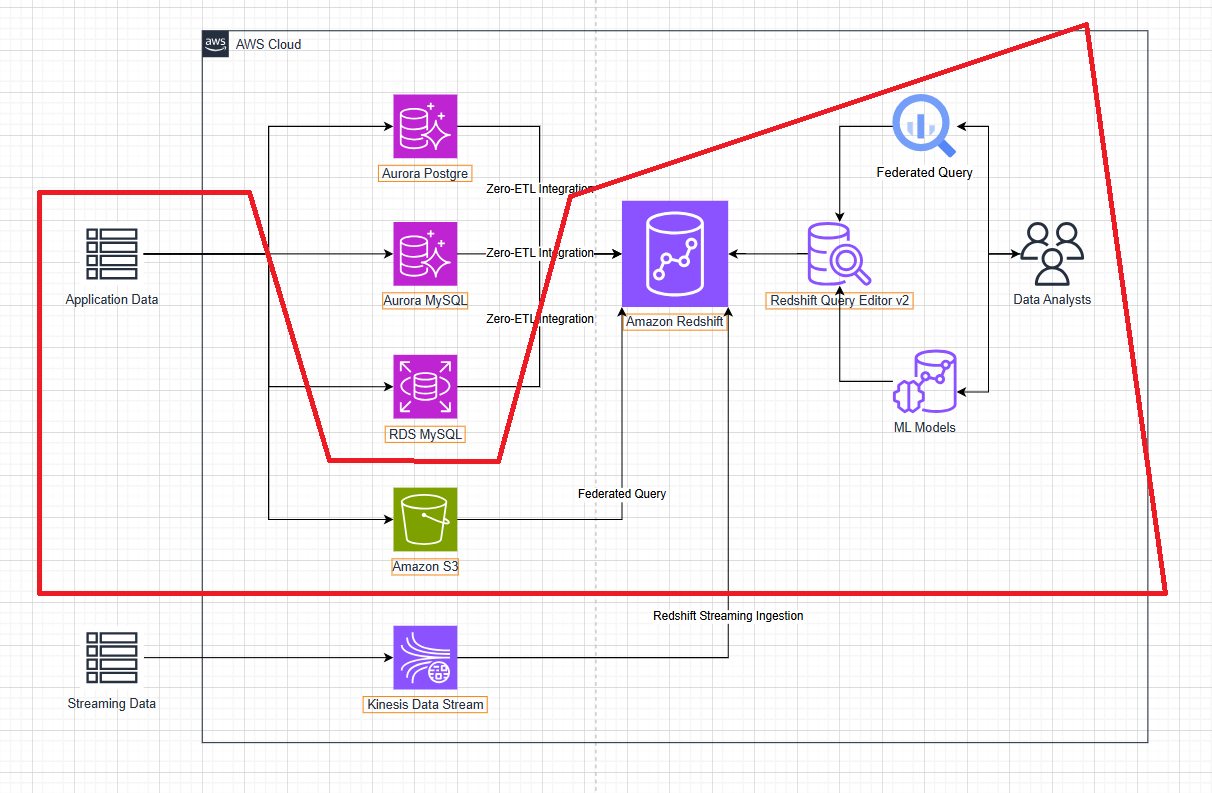 aws
AWS Cloud
Aurora Postgre
Zero-ETL Integration
Federated Query
Application Data
Aurora MySQL
Zero-ETL Integration
Amazon Redshift
Redshift Query Editor v2
Data Analysts
Zero-ETL Integration
RDS MySQL
ML Models
Federated Query
Amazon S3
Redshift Streaming Ingestion
Streaming Data
Kinesis Data Stream